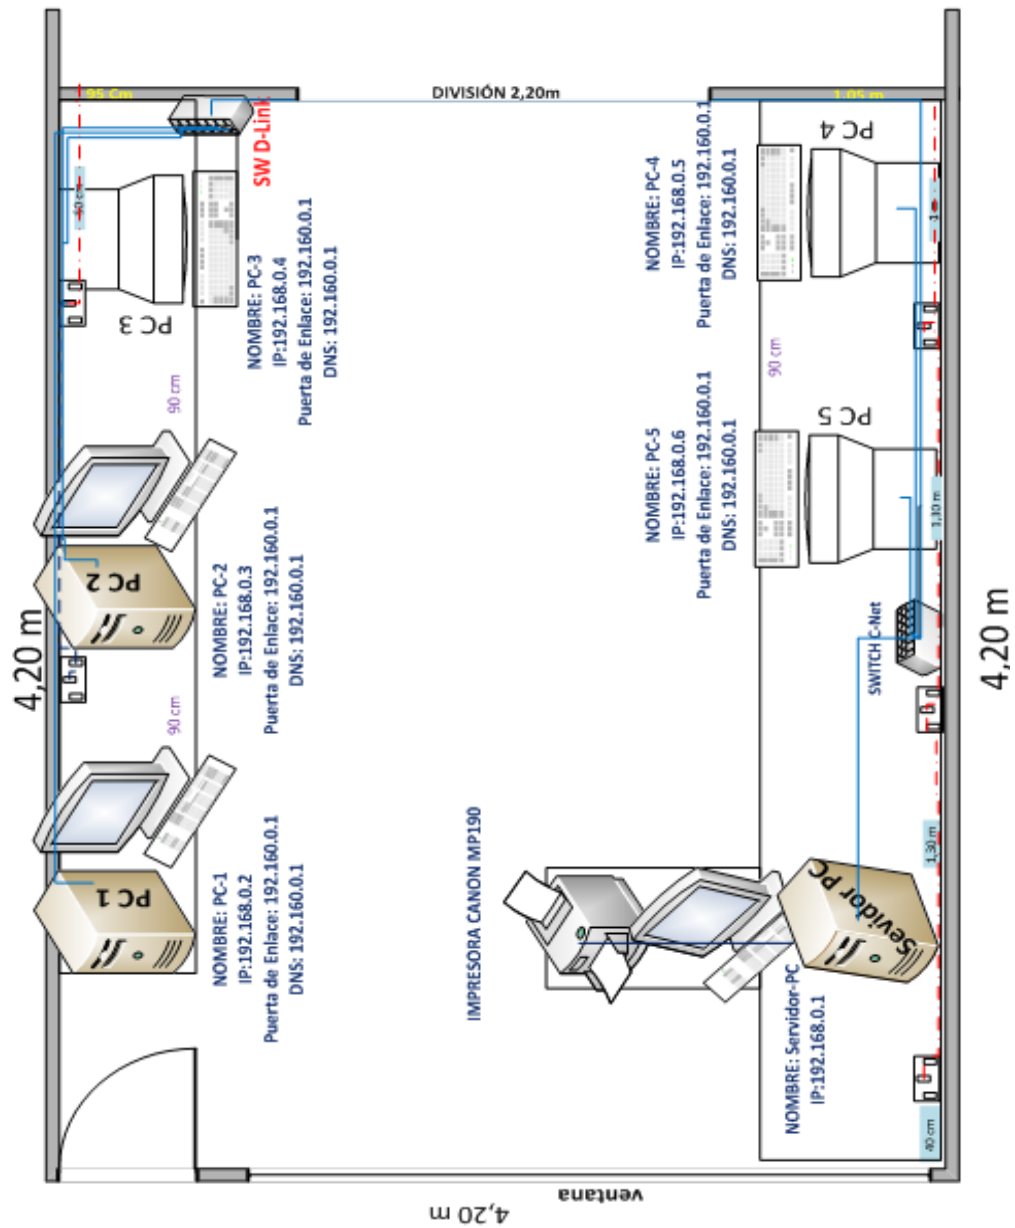 95 Cm
DIVISIÓN 2,20m
1,05 m
SW D-Link
60 cm
PC 3
NOMBRE: PC-3
IP:192.168.0.4
Puerta de Enlace: 192.160.0.1
DNS: 192.160.0.1
PC 4
NOMBRE: PC-4
IP:192.168.0.5
Puerta de Enlace: 192.160.0.1
DNS: 192.160.0.1
90 cm
90 cm
PC 2
NOMBRE: PC-2
IP:192.168.0.3
Puerta de Enlace: 192.160.0.1
DNS: 192.160.0.1
PC 5
NOMBRE: PC-5
IP:192.168.0.6
Puerta de Enlace: 192.160.0.1
DNS: 192.160.0.1
1,30 m
4,20 m
4,20 m
SWITCH C-Net
90 cm
PC 1
NOMBRE: PC-1
IP:192.168.0.2
Puerta de Enlace: 192.160.0.1
DNS: 192.160.0.1
IMPRESORA CANON MP190
1,30 m
Sevidor PC
NOMBRE: Servidor-PC
IP:192.168.0.1
40 cm
ventana
4,20 m